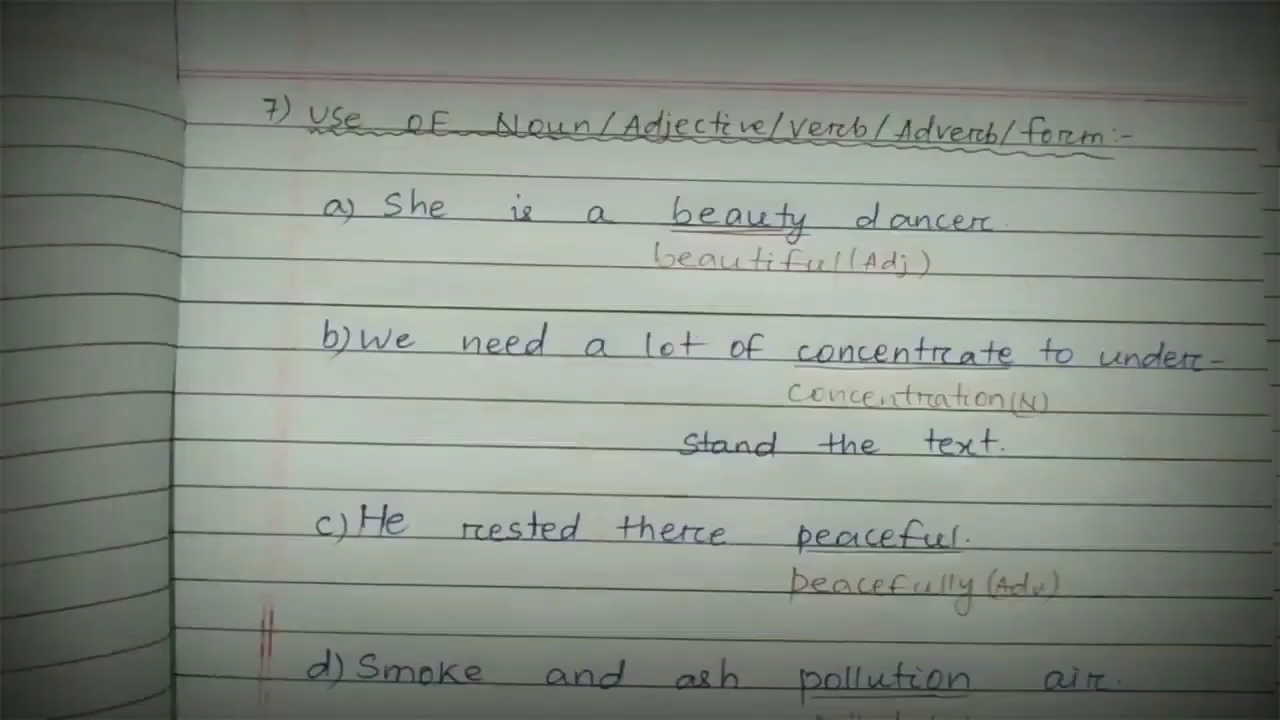 7) Use of Noun/Adjective/verb/Adverb/form:-
a) She is a beauty dancer.
beautiful(Adj)
b) We need a lot of concentrate to under-
Concentration(N)
stand the text.
c) He rested there peaceful.
peacefully (Adv)
d) Smoke and ash pollution air.